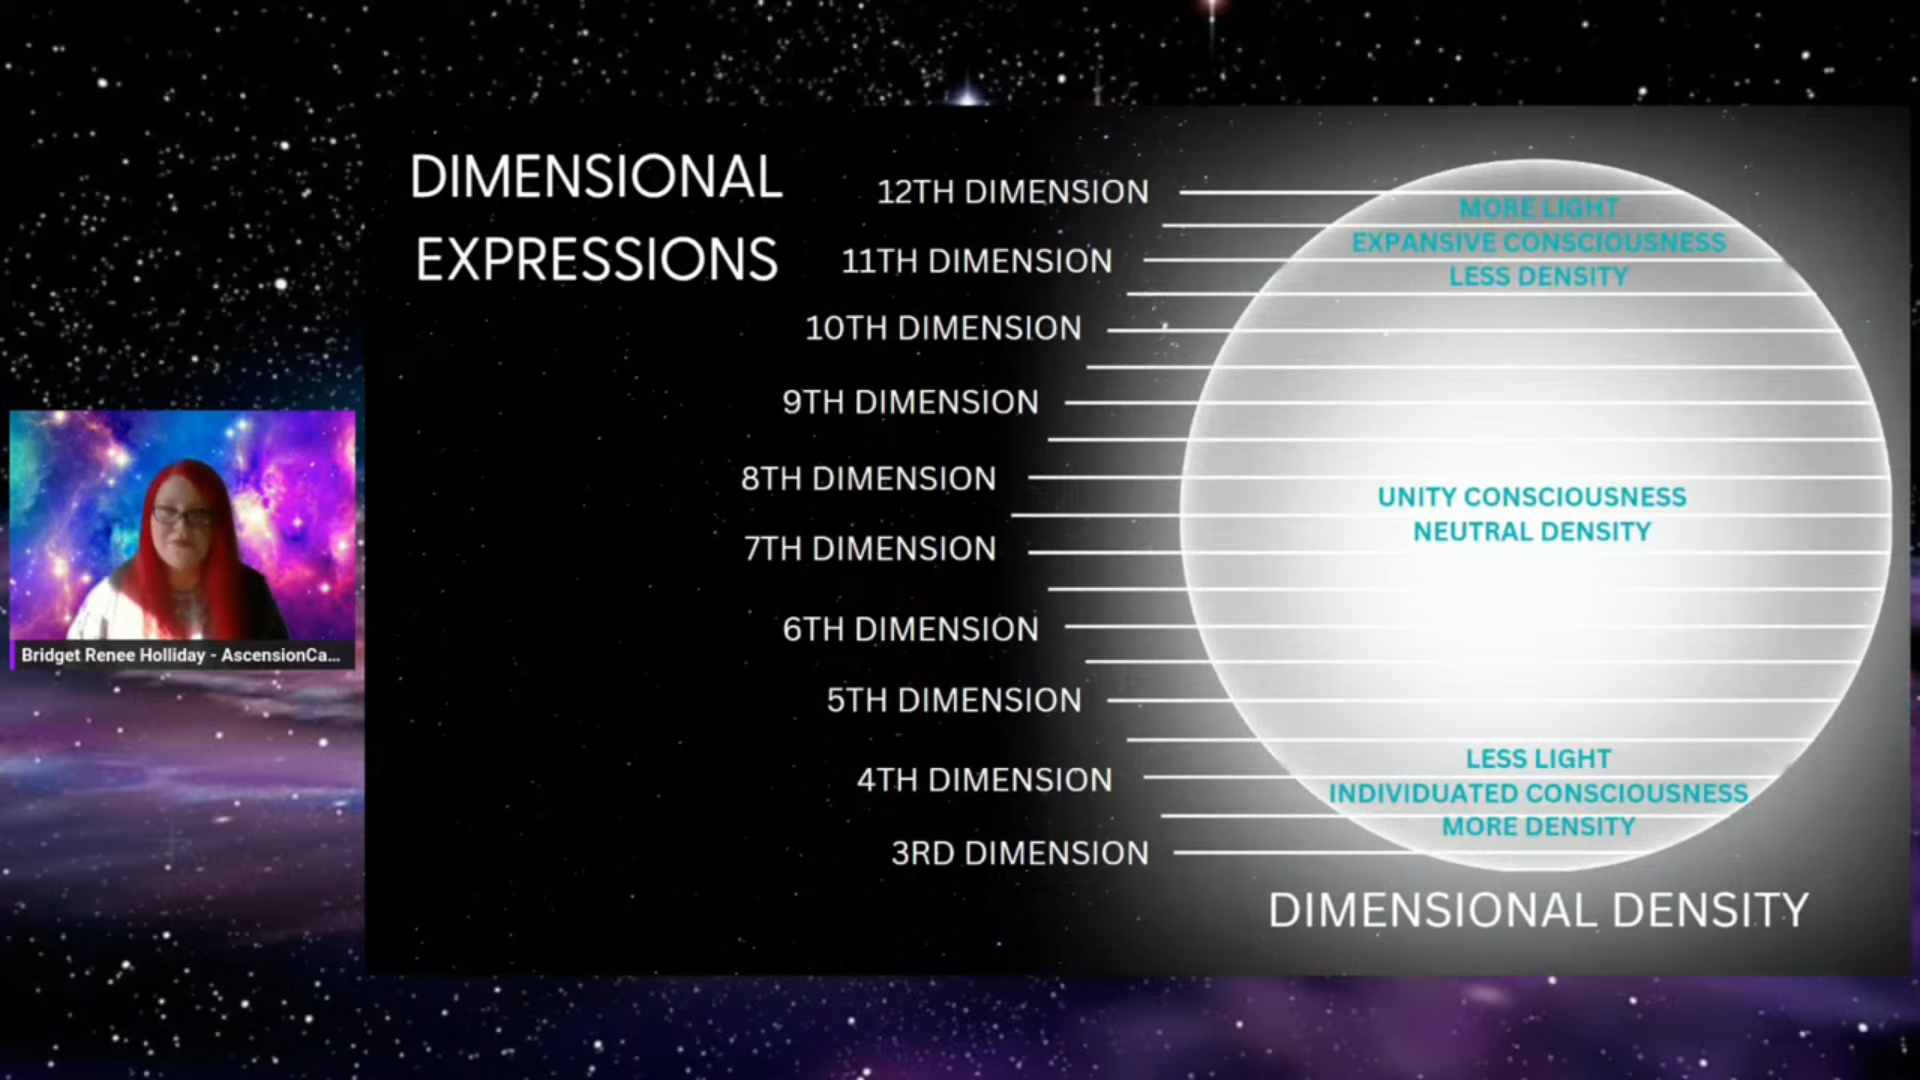 DIMENSIONAL
EXPRESSIONS
12TH DIMENSION
11TH DIMENSION
10TH DIMENSION
9TH DIMENSION
8TH DIMENSION
7TH DIMENSION
6TH DIMENSION
5TH DIMENSION
4TH DIMENSION
3RD DIMENSION
MORE LIGHT
EXPANSIVE CONSCIOUSNESS
LESS DENSITY
UNITY CONSCIOUSNESS
NEUTRAL DENSITY
LESS LIGHT
INDIVIDUATED CONSCIOUSNESS
MORE DENSITY
DIMENSIONAL DENSITY
Bridget Renee Holliday - AscensionCa...